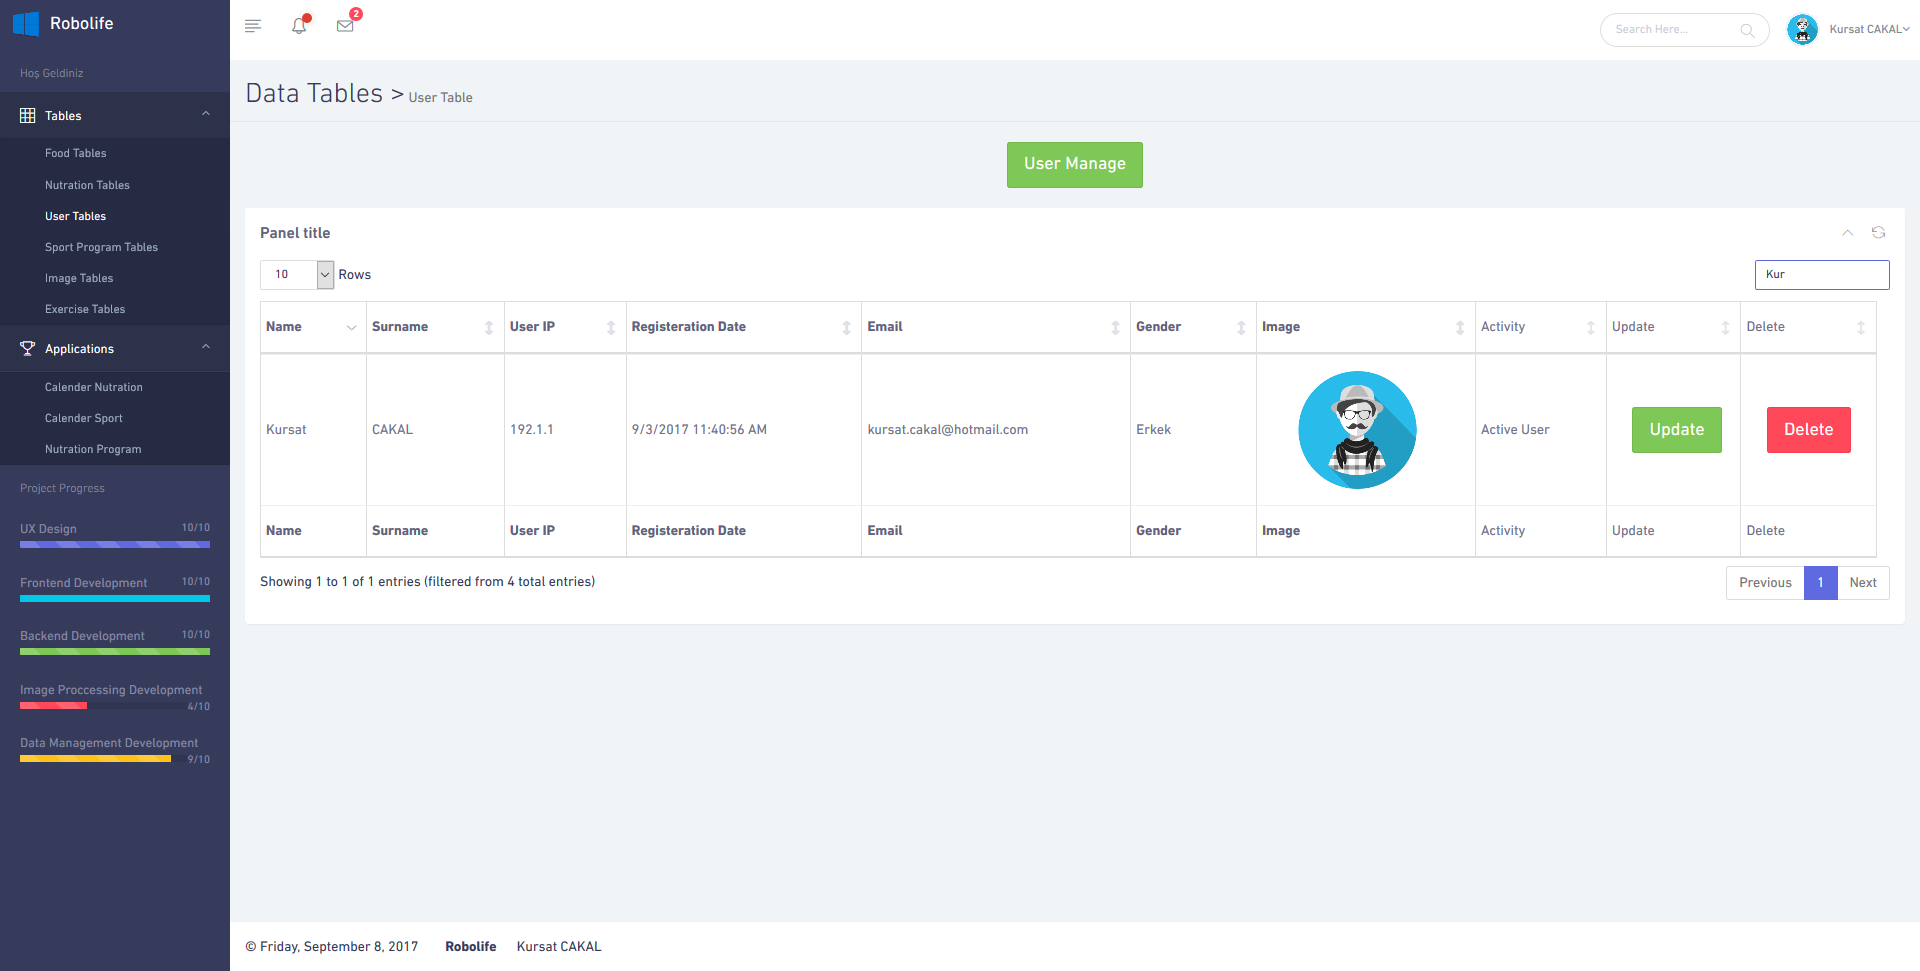 Robolife
2
Search Here...
Kursat CAKAL
Hoş Geldiniz
Tables
Food Tables
Nutration Tables
User Tables
Sport Program Tables
Image Tables
Exercise Tables
Applications
Calender Nutration
Calender Sport
Nutration Program
Project Progress
UX Design 10/10
Frontend Development 10/10
Backend Development 10/10
Image Proccessing Development
4/10
Data Management Development
9/10
Data Tables > User Table
User Manage
Panel title
10 Rows
Kur
Name Surname User IP Registeration Date Email Gender Image Activity Update Delete
Kursat CAKAL 192.1.1 9/3/2017 11:40:56 AM kursat.cakal@hotmail.com Erkek Active User Update Delete
Name Surname User IP Registeration Date Email Gender Image Activity Update Delete
Showing 1 to 1 of 1 entries (filtered from 4 total entries)
Previous 1 Next
© Friday, September 8, 2017 Robolife Kursat CAKAL